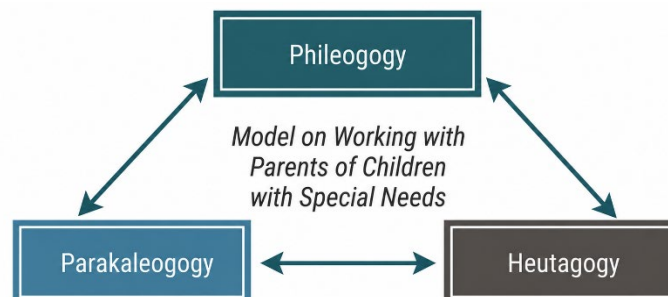 Phileogogy
Model on Working with
Parents of Children
with Special Needs
Parakaleogogy
Heutagogy